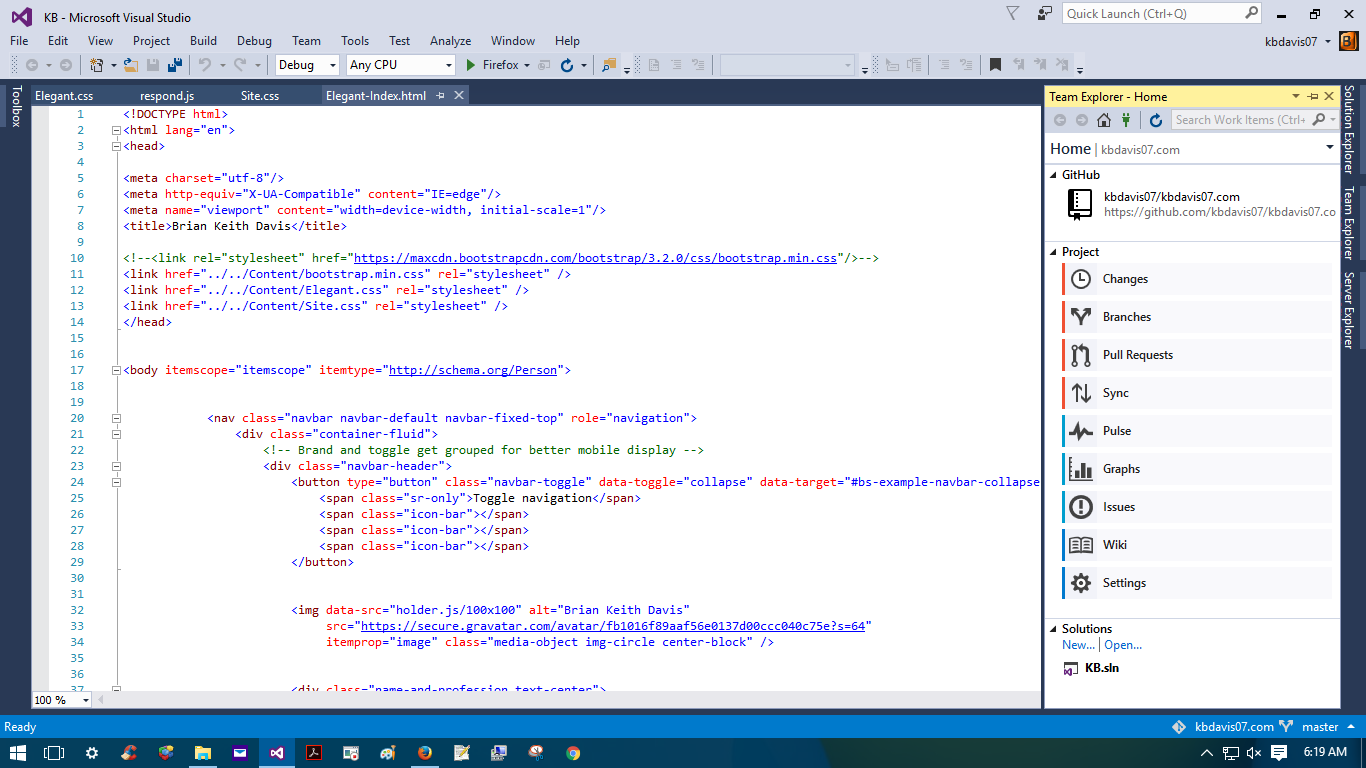 KB - Microsoft Visual Studio
Quick Launch (Ctrl+Q)
File Edit View Project Build Debug Team Tools Test Analyze Window Help
kbdavis07
Debug Any CPU Firefox
Toolbox
Elegant.css respond.js Site.css Elegant-Index.html
1 <!DOCTYPE html>
2 <html lang="en">
3 <head>
4
5 <meta charset="utf-8"/>
6 <meta http-equiv="X-UA-Compatible" content="IE=edge"/>
7 <meta name="viewport" content="width=device-width, initial-scale=1"/>
8 <title>Brian Keith Davis</title>
9
10 <!--<link rel="stylesheet" href="https://maxcdn.bootstrapcdn.com/bootstrap/3.2.0/css/bootstrap.min.css"/>-->
11 <link href="../../Content/bootstrap.min.css" rel="stylesheet" />
12 <link href="../../Content/Elegant.css" rel="stylesheet" />
13 <link href="../../Content/Site.css" rel="stylesheet" />
14 </head>
15
16
17 <body itemscope="itemscope" itemtype="http://schema.org/Person">
18
19
20 <nav class="navbar navbar-default navbar-fixed-top" role="navigation">
21 <div class="container-fluid">
22 <!-- Brand and toggle get grouped for better mobile display -->
23 <div class="navbar-header">
24 <button type="button" class="navbar-toggle" data-toggle="collapse" data-target="#bs-example-navbar-collapse
25 <span class="sr-only">Toggle navigation</span>
26 <span class="icon-bar"></span>
27 <span class="icon-bar"></span>
28 <span class="icon-bar"></span>
29 </button>
30
31
32 <img data-src="holder.js/100x100" alt="Brian Keith Davis"
33 src="https://secure.gravatar.com/avatar/fb1016f89aaf56e0137d00ccc040c75e?s=64"
34 itemprop="image" class="media-object img-circle center-block" />
35
36
37 <div class="name-and-profession text-center">
100 %
Team Explorer - Home
Search Work Items (Ctrl+
Home | kbdavis07.com
GitHub
kbdavis07/kbdavis07.com
https://github.com/kbdavis07/kbdavis07.co
Project
Changes
Branches
Pull Requests
Sync
Pulse
Graphs
Issues
Wiki
Settings
Solutions
New... | Open...
KB.sln
Solution Explorer
Team Explorer
Server Explorer
Ready
kbdavis07.com master
6:19 AM